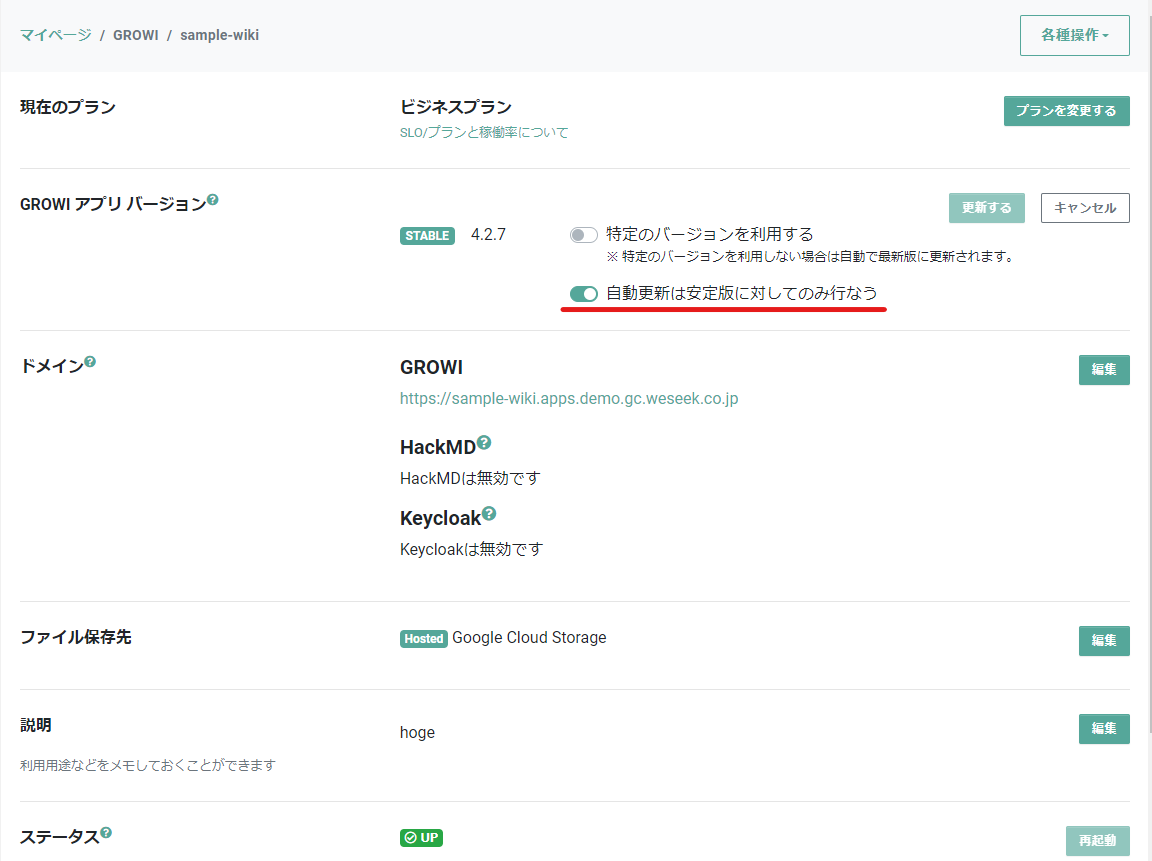 マイページ / GROWI / sample-wiki
各種操作
現在のプラン
ビジネスプラン
プランを変更する
SLO/プランと稼働率について
GROWI アプリ バージョン
更新する
キャンセル
STABLE 4.2.7
特定のバージョンを利用する
※ 特定のバージョンを利用しない場合は自動で最新版に更新されます。
自動更新は安定版に対してのみ行なう
ドメイン
GROWI
編集
https://sample-wiki.apps.demo.gc.weseek.co.jp
HackMD
HackMDは無効です
Keycloak
Keycloakは無効です
ファイル保存先
Hosted Google Cloud Storage
編集
説明
hoge
編集
利用用途などをメモしておくことができます
ステータス
UP
再起動